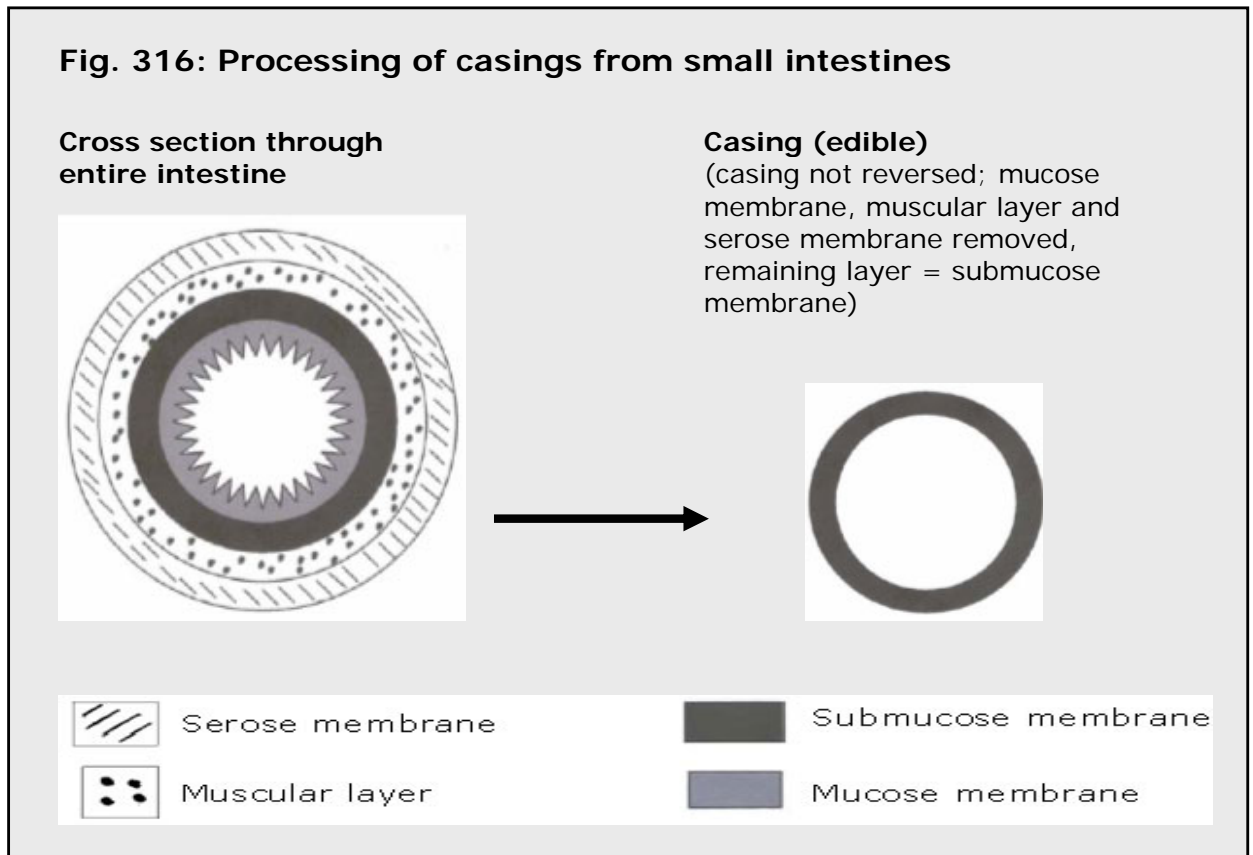 Fig. 316: Processing of casings from small intestines
Cross section through
entire intestine
Casing (edible)
(casing not reversed; mucose
membrane, muscular layer and
serose membrane removed,
remaining layer = submucose
membrane)
Serose membrane
Submucose membrane
Muscular layer
Mucose membrane